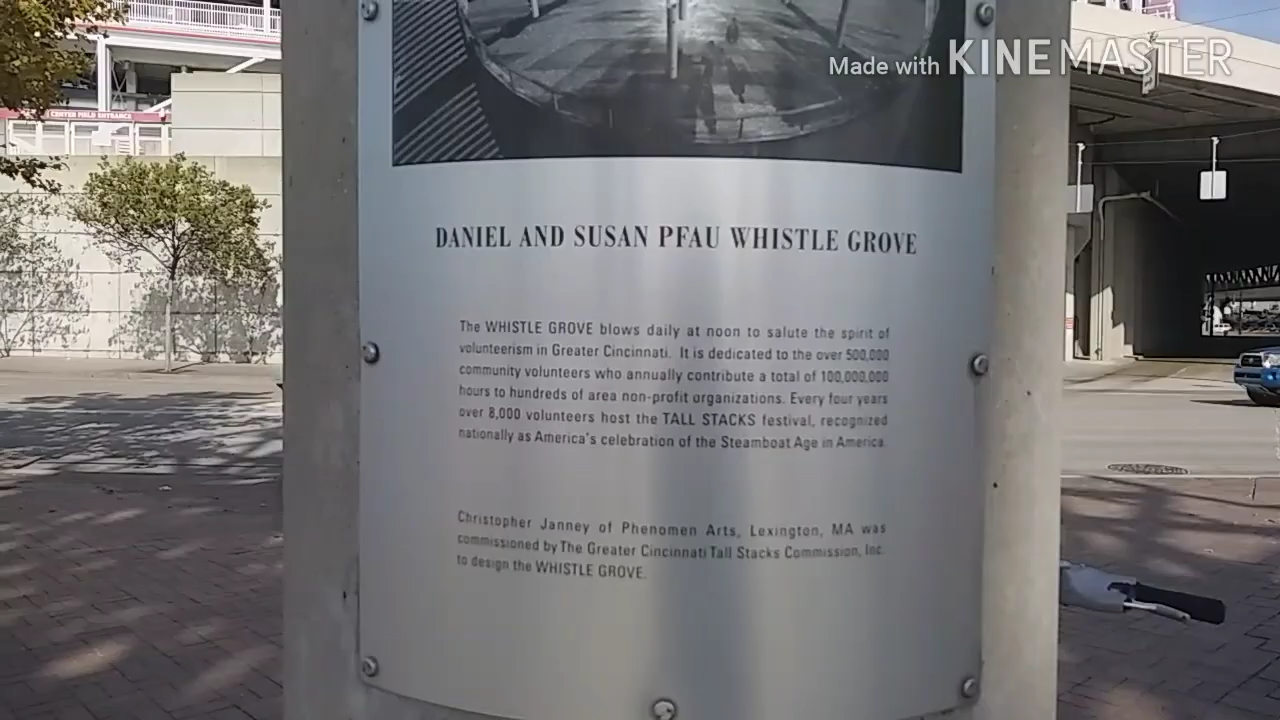 Made with KINEMASTER
CENTER FIELD ENTRANCE
DANIEL AND SUSAN PFAU WHISTLE GROVE
The WHISTLE GROVE blows daily at noon to salute the spirit of
volunteerism in Greater Cincinnati. It is dedicated to the over 500,000
community volunteers who annually contribute a total of 100,000,000
hours to hundreds of area non-profit organizations. Every four years
over 8,000 volunteers host the TALL STACKS festival, recognized
nationally as America's celebration of the Steamboat Age in America.
Christopher Janney of Phenomen Arts, Lexington, MA was
commissioned by The Greater Cincinnati Tall Stacks Commission, Inc.
to design the WHISTLE GROVE.